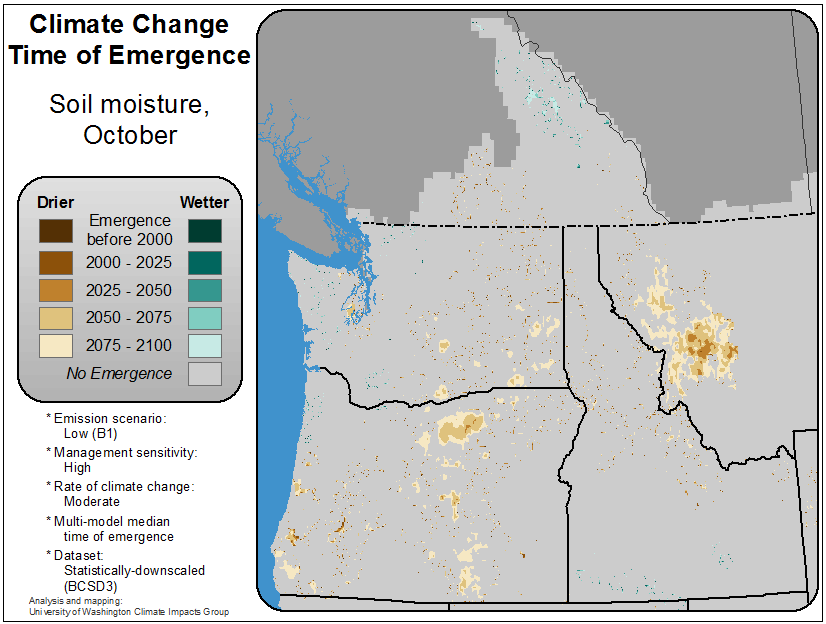 Climate Change
Time of Emergence
Soil moisture,
October
Drier
Wetter
Emergence
before 2000
2000 - 2025
2025 - 2050
2050 - 2075
2075 - 2100
No Emergence
* Emission scenario:
Low (B1)
* Management sensitivity:
High
* Rate of climate change:
Moderate
* Multi-model median
time of emergence
* Dataset:
Statistically-downscaled
(BCSD3)
Analysis and mapping:
University of Washington Climate Impacts Group